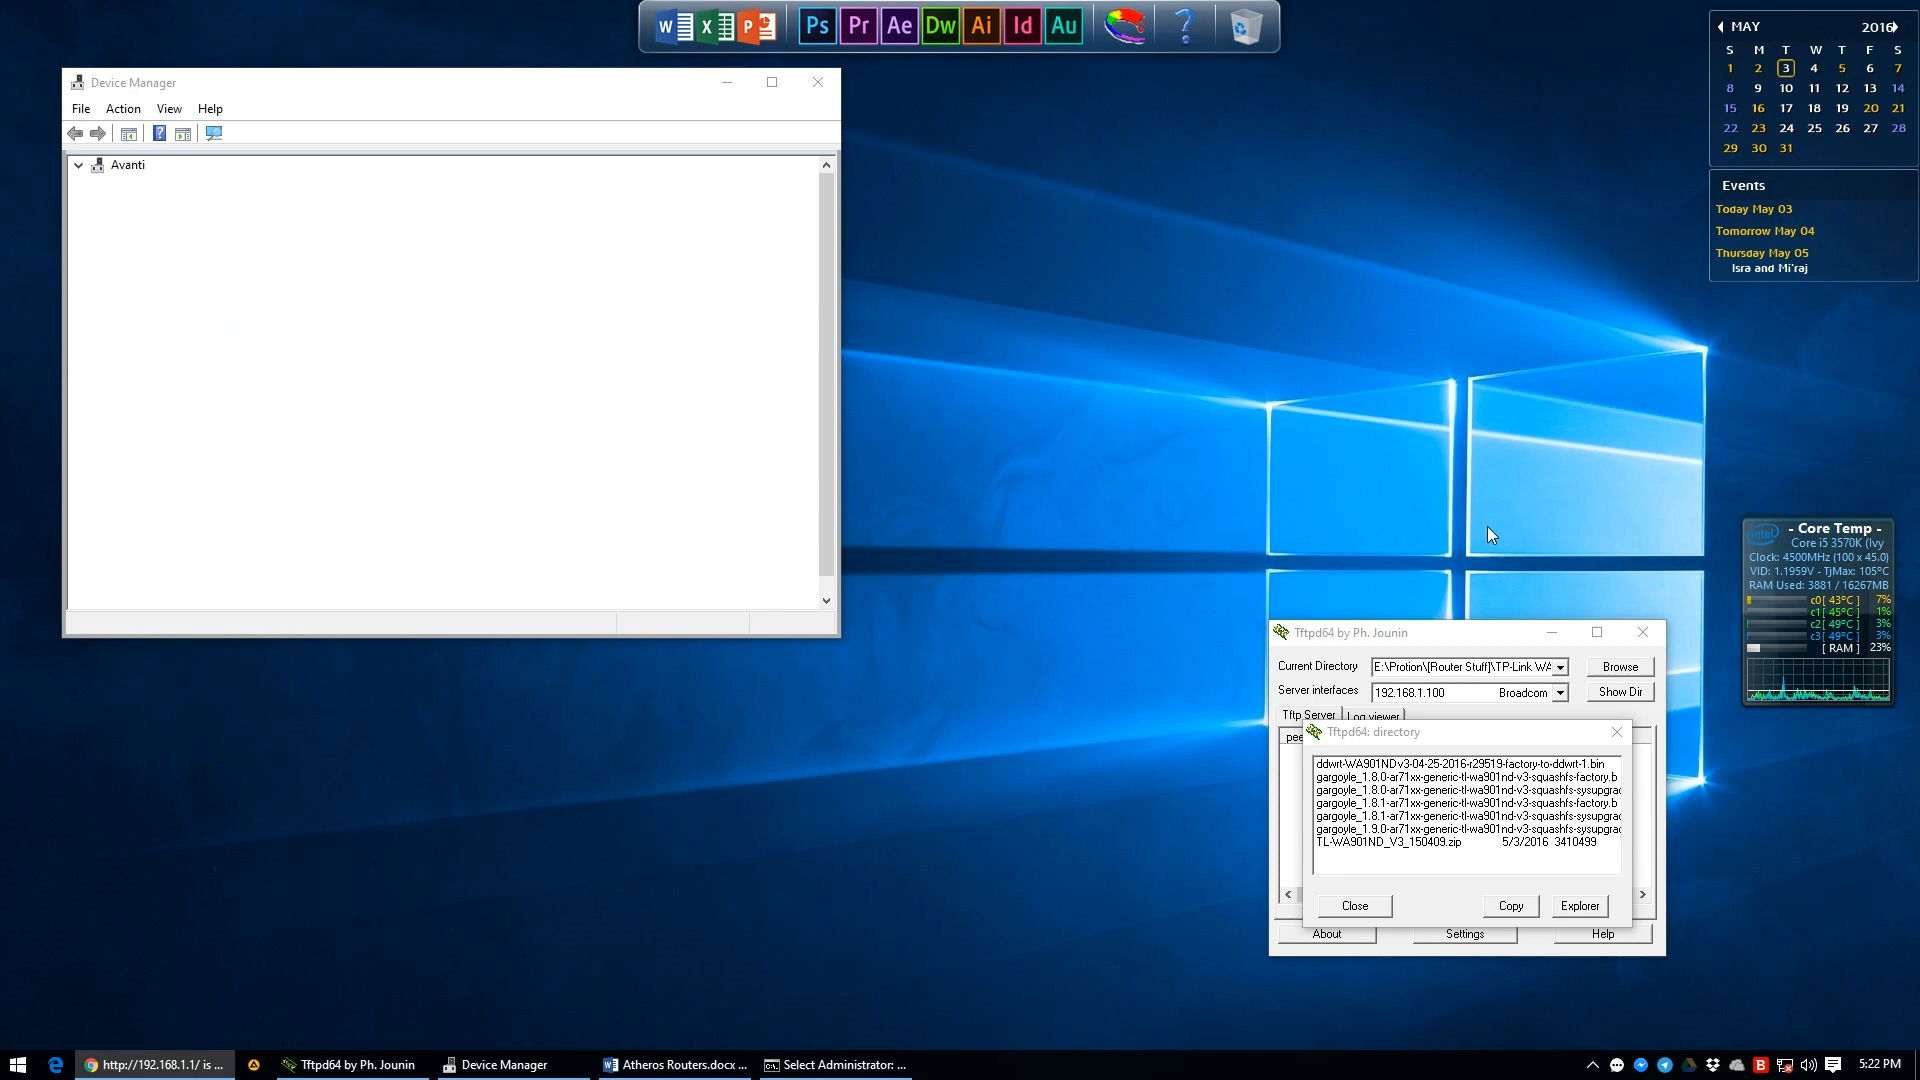 W X P Ps Pr Ae Dw Ai Id Au
Device Manager
File Action View Help
Avanti
MAY 2016
S M T W T F S
1 2 3 4 5 6 7
8 9 10 11 12 13 14
15 16 17 18 19 20 21
22 23 24 25 26 27 28
29 30 31
Events
Today May 03
Tomorrow May 04
Thursday May 05
Isra and Mi'raj
intel
- Core Temp -
Core i5 3570K (Ivy
Clock: 4500MHz (100 x 45.0)
VID: 1.1959V - TjMax: 105°C
RAM Used: 3881 / 16267MB
c0[ 43°C ] 7%
c1[ 45°C ] 1%
c2[ 49°C ] 3%
c3[ 49°C ] 3%
[ RAM ] 23%
Tftpd64 by Ph. Jounin
Current Directory E:\Protion\[Router Stuff]\TP-Link WA Browse
Server interfaces 192.168.1.100 Broadcom Show Dir
Tftp Server Log viewer
pee
Tftpd64: directory
ddwrt-WA901NDv3-04-25-2016-r29519-factory-to-ddwrt-1.bin
gargoyle_1.8.0-ar71xx-generic-tl-wa901nd-v3-squashfs-factory.b
gargoyle_1.8.0-ar71xx-generic-tl-wa901nd-v3-squashfs-sysupgrad
gargoyle_1.8.1-ar71xx-generic-tl-wa901nd-v3-squashfs-factory.b
gargoyle_1.8.1-ar71xx-generic-tl-wa901nd-v3-squashfs-sysupgrad
gargoyle_1.9.0-ar71xx-generic-tl-wa901nd-v3-squashfs-sysupgrad
TL-WA901ND_V3_150409.zip 5/3/2016 3410499
Close Copy Explorer
About Settings Help
http://192.168.1.1/ is ... Tftpd64 by Ph. Jounin Device Manager Atheros Routers.docx ... Select Administrator: ... B 5:22 PM